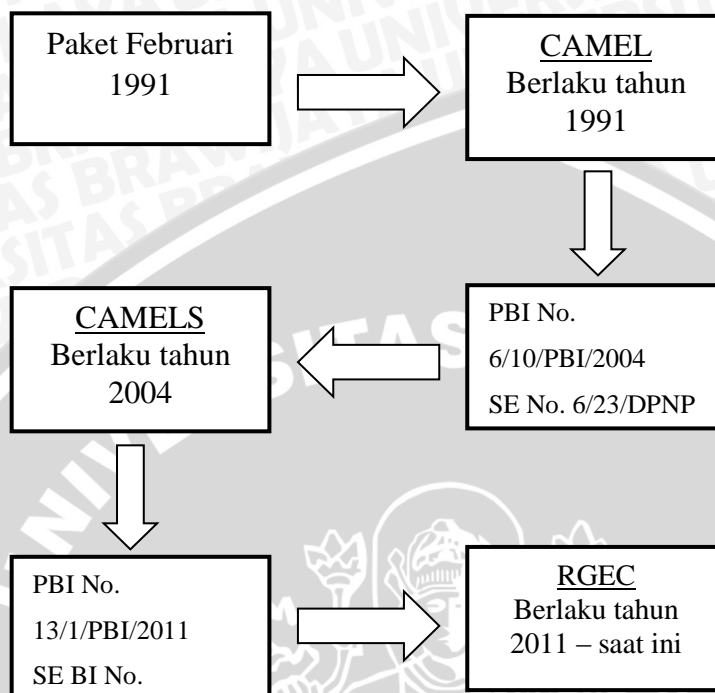 Paket Februari
1991
CAMEL
Berlaku tahun
1991
PBI No.
6/10/PBI/2004
SE No. 6/23/DPNP
CAMELS
Berlaku tahun
2004
PBI No.
13/1/PBI/2011
SE BI No.
RGEC
Berlaku tahun
2011 – saat ini